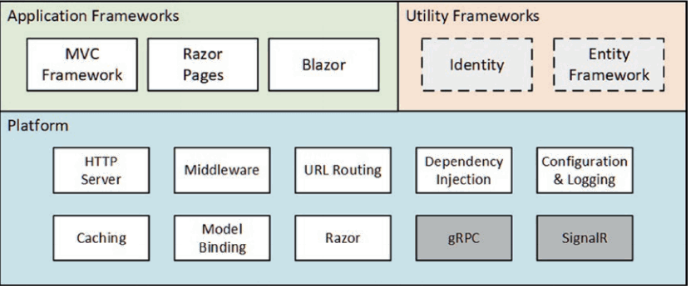 Application Frameworks
Utility Frameworks
MVC
Framework
Razor
Pages
Blazor
Identity
Entity
Framework
Platform
HTTP
Server
Middleware
URL Routing
Dependency
Injection
Configuration
& Logging
Caching
Model
Binding
Razor
gRPC
SignalR